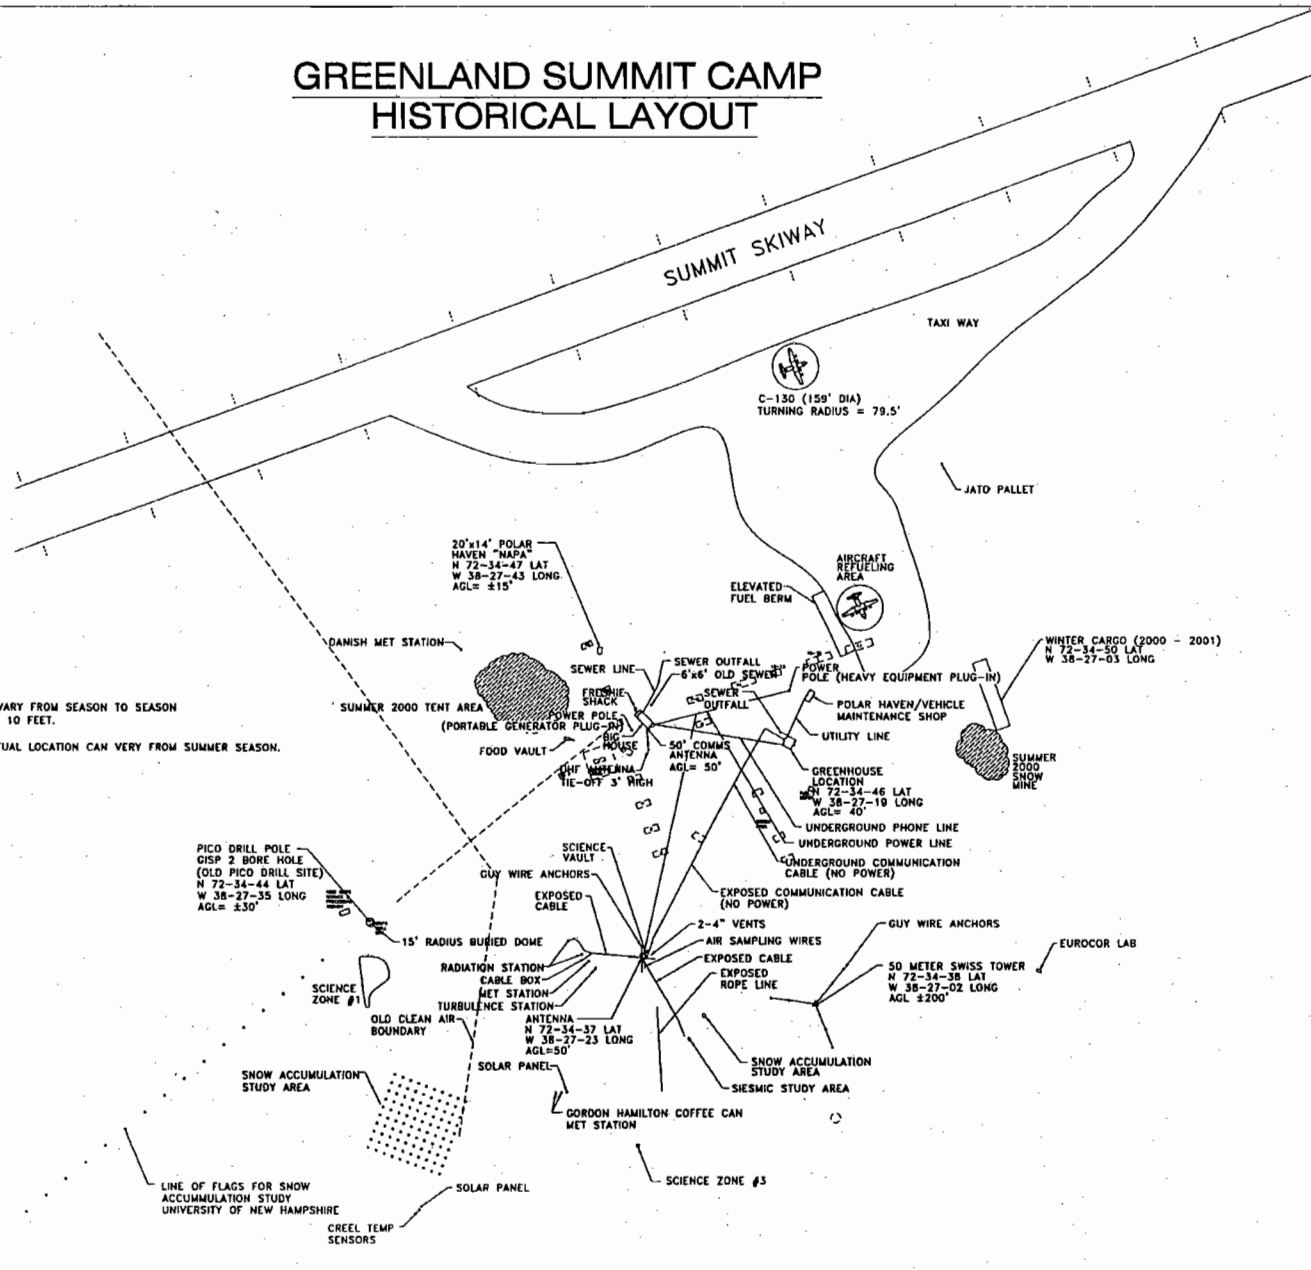 GREENLAND SUMMIT CAMP
HISTORICAL LAYOUT
SUMMIT SKIWAY
TAXI WAY
C-130 (159' DIA)
TURNING RADIUS = 79.5'
JATO PALLET
20'x14' POLAR
HAVEN "NAPA"
N 72-34-47 LAT
W 38-27-43 LONG
AGL= ±15'
AIRCRAFT
REFUELING
AREA
ELEVATED
FUEL BERM
DANISH MET STATION
WINTER CARGO (2000 - 2001)
N 72-34-50 LAT
W 38-27-03 LONG
SEWER LINE
SEWER OUTFALL
6'x6' OLD SEWER
POWER
POLE (HEAVY EQUIPMENT PLUG-IN)
FRESHIE
SHACK
SEWER
OUTFALL
VARY FROM SEASON TO SEASON
10 FEET.
SUMMER 2000 TENT AREA
POLAR HAVEN/VEHICLE
MAINTENANCE SHOP
POWER POLE
(PORTABLE GENERATOR PLUG-IN)
BIG
HOUSE
UTILITY LINE
TUAL LOCATION CAN VERY FROM SUMMER SEASON.
FOOD VAULT
50' COMMS
ANTENNA
AGL= 50'
ANTENNA
TIE-OFF 3' HIGH
SUMMER
2000
SNOW
MINE
GREENHOUSE
LOCATION
N 72-34-46 LAT
W 38-27-19 LONG
AGL= 40'
UNDERGROUND PHONE LINE
UNDERGROUND POWER LINE
UNDERGROUND COMMUNICATION
CABLE (NO POWER)
PICO DRILL POLE
GISP 2 BORE HOLE
(OLD PICO DRILL SITE)
N 72-34-44 LAT
W 38-27-35 LONG
AGL= ±30'
SCIENCE
VAULT
GUY WIRE ANCHORS
EXPOSED
CABLE
EXPOSED COMMUNICATION CABLE
(NO POWER)
2-4" VENTS
GUY WIRE ANCHORS
15' RADIUS BURIED DOME
AIR SAMPLING WIRES
EUROCOR LAB
EXPOSED CABLE
RADIATION STATION
CABLE BOX
MET STATION
TURBULENCE STATION
EXPOSED
ROPE LINE
50 METER SWISS TOWER
N 72-34-38 LAT
W 38-27-02 LONG
AGL ±200'
SCIENCE
ZONE #1
OLD CLEAN AIR
BOUNDARY
ANTENNA
N 72-34-37 LAT
W 38-27-23 LONG
AGL=50'
SNOW ACCUMULATION
STUDY AREA
SOLAR PANEL
SNOW ACCUMULATION
STUDY AREA
SIESMIC STUDY AREA
GORDON HAMILTON COFFEE CAN
MET STATION
SCIENCE ZONE #3
LINE OF FLAGS FOR SNOW
ACCUMMULATION STUDY
UNIVERSITY OF NEW HAMPSHIRE
SOLAR PANEL
CREEL TEMP
SENSORS